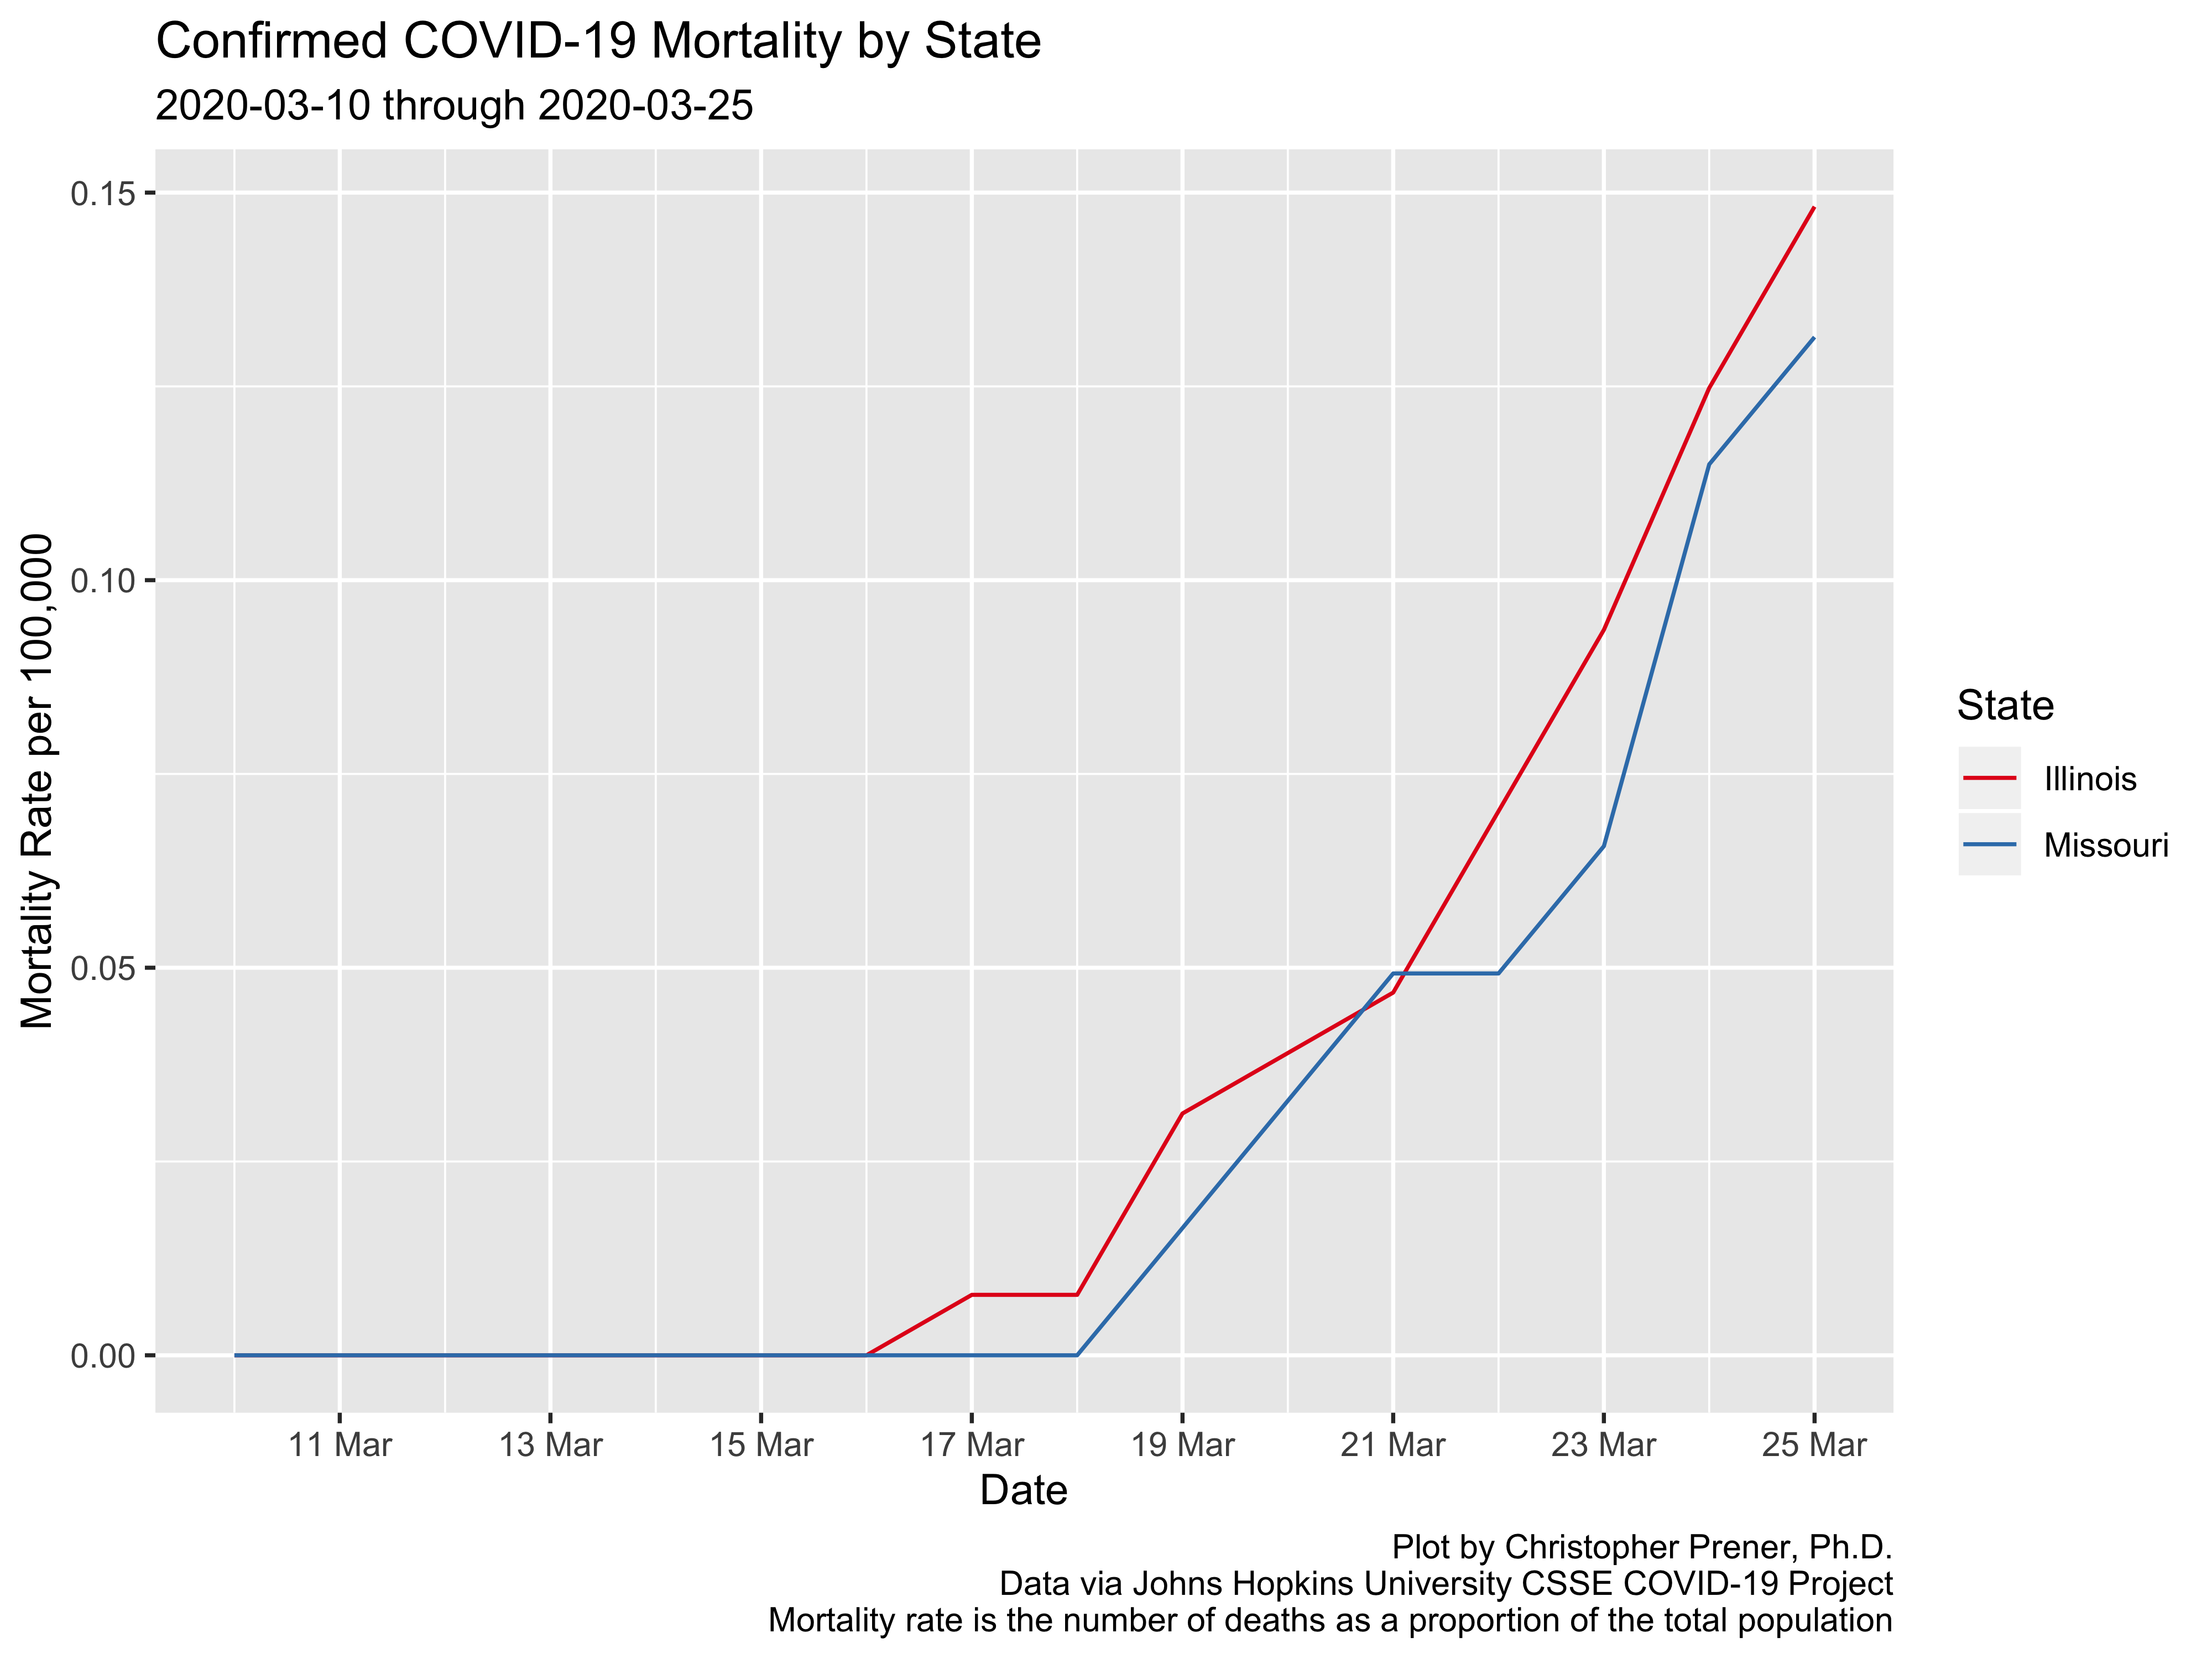 Confirmed COVID-19 Mortality by State
2020-03-10 through 2020-03-25
Mortality Rate per 100,000
0.15
0.10
0.05
0.00
11 Mar
13 Mar
15 Mar
17 Mar
19 Mar
21 Mar
23 Mar
25 Mar
Date
State
Illinois
Missouri
Plot by Christopher Prener, Ph.D.
Data via Johns Hopkins University CSSE COVID-19 Project
Mortality rate is the number of deaths as a proportion of the total population